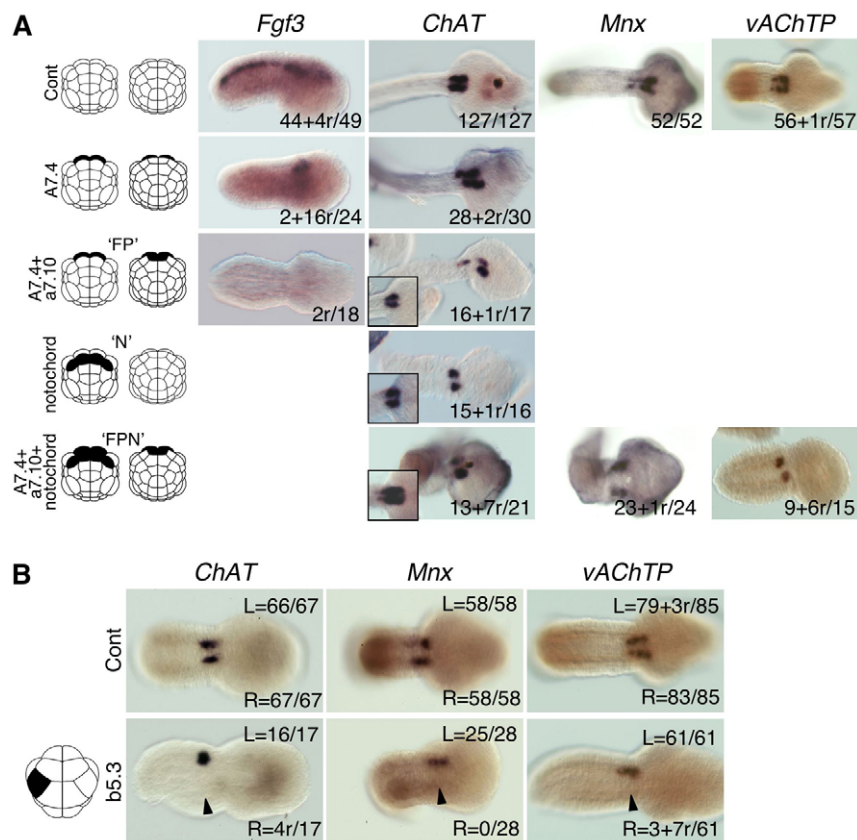 A
Fgf3 ChAT Mnx vAChTP
Cont
44+4r/49 127/127 52/52 56+1r/57
A7.4
2+16r/24 28+2r/30
A7.4+
a7.10
'FP'
2r/18 16+1r/17
notochord
'N'
15+1r/16
A7.4+
a7.10+
notochord
'FPN'
13+7r/21 23+1r/24 9+6r/15
B
ChAT Mnx vAChTP
Cont
L=66/67 L=58/58 L=79+3r/85
R=67/67 R=58/58 R=83/85
b5.3
L=16/17 L=25/28 L=61/61
R=4r/17 R=0/28 R=3+7r/61